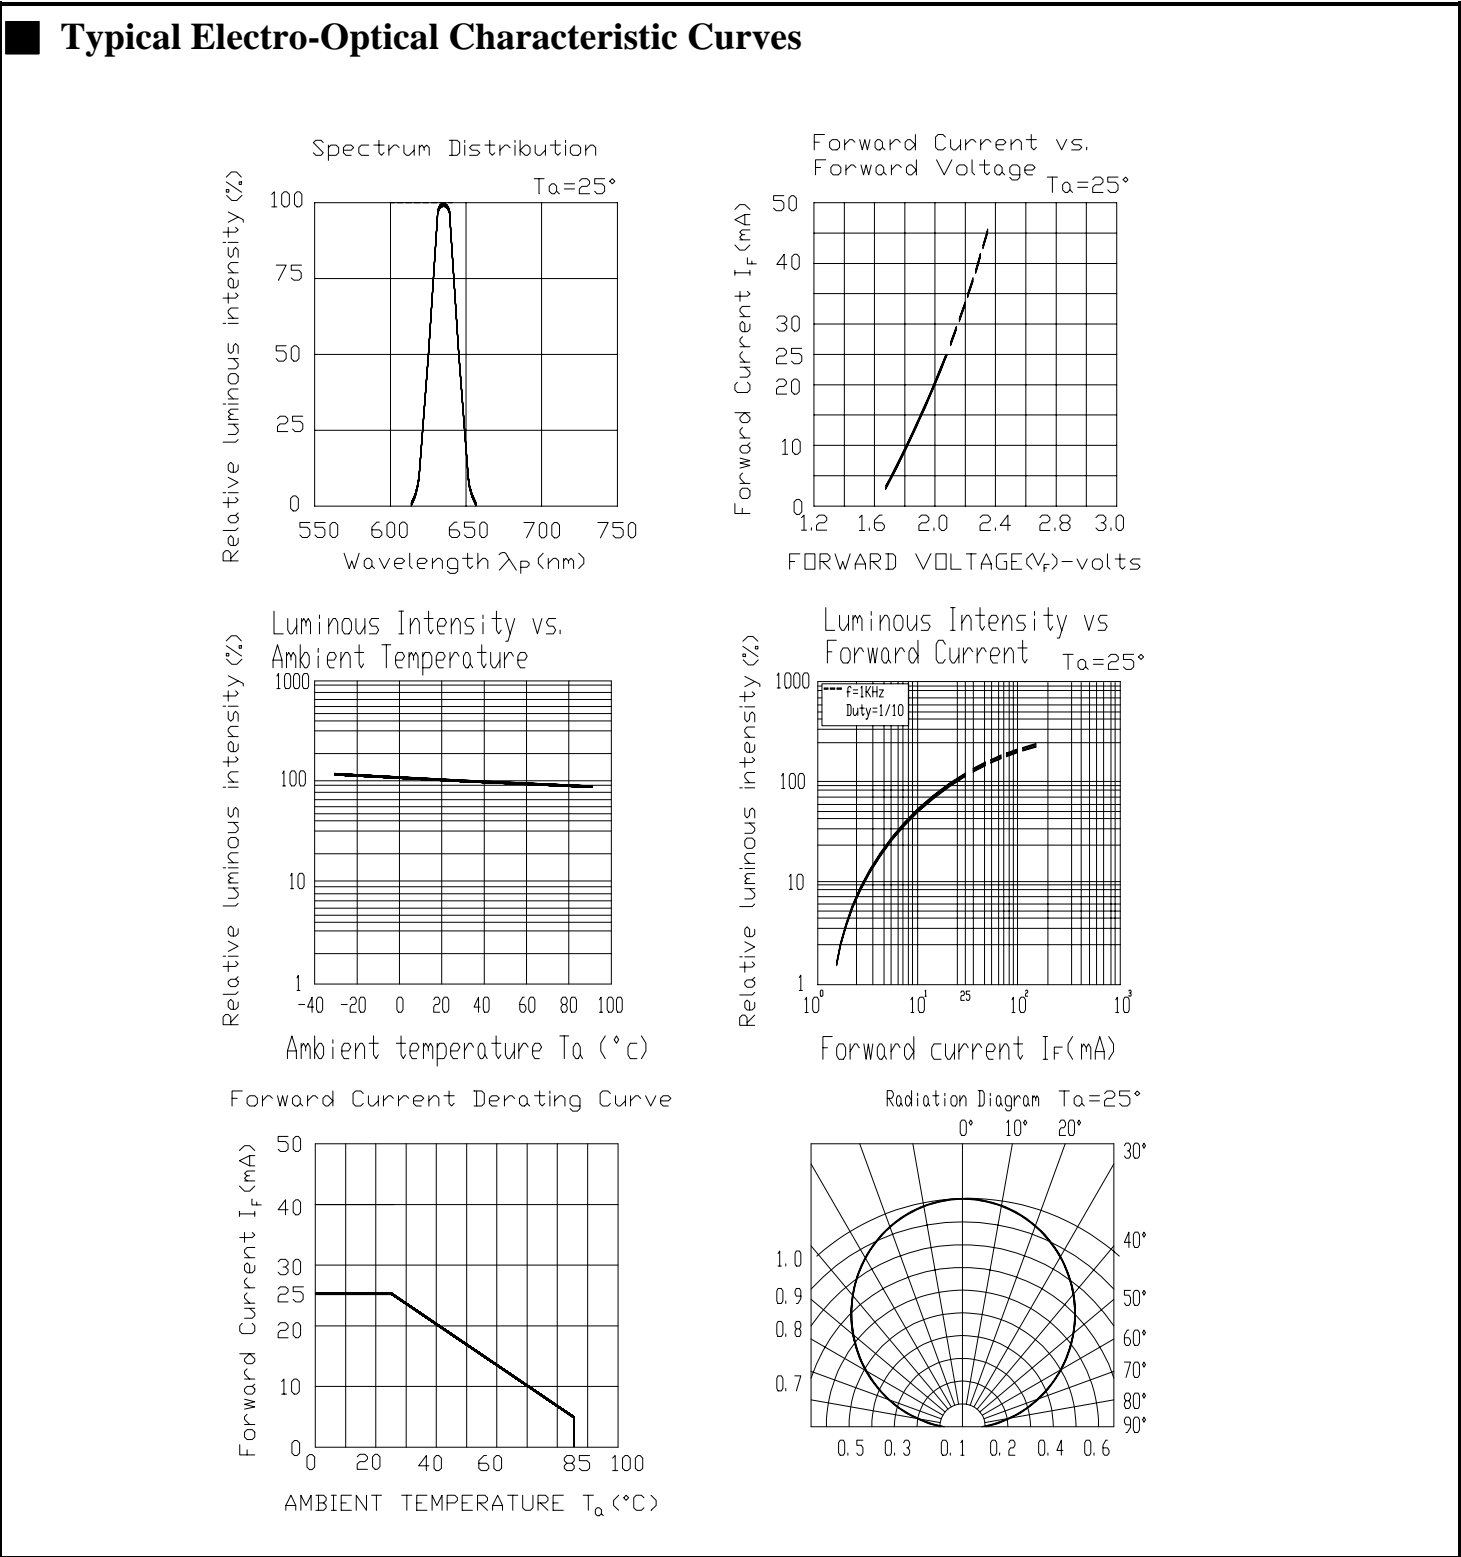 Typical Electro-Optical Characteristic Curves
Spectrum Distribution
Ta=25°
Relative luminous intensity (%)
100
75
50
25
0
550 600 650 700 750
Wavelength λp (nm)
Forward Current vs.
Forward Voltage
Ta=25°
Forward Current IF (mA)
50
40
30
25
20
10
0
1.2 1.6 2.0 2.4 2.8 3.0
FORWARD VOLTAGE(VF)-volts
Luminous Intensity vs.
Ambient Temperature
Relative luminous intensity (%)
1000
100
10
1
-40 -20 0 20 40 60 80 100
Ambient temperature Ta (°c)
Luminous Intensity vs
Forward Current
Ta=25°
Relative luminous intensity (%)
1000
f=1KHz
Duty=1/10
100
10
1
10⁰ 10¹ 25 10² 10³
Forward current IF(mA)
Forward Current Derating Curve
Forward Current IF (mA)
50
40
30
25
20
10
0
0 20 40 60 85 100
AMBIENT TEMPERATURE Ta (°C)
Radiation Diagram Ta=25°
0° 10° 20°
30°
40°
50°
60°
70°
80°
90°
1.0
0.9
0.8
0.7
0.5 0.3 0.1 0.2 0.4 0.6